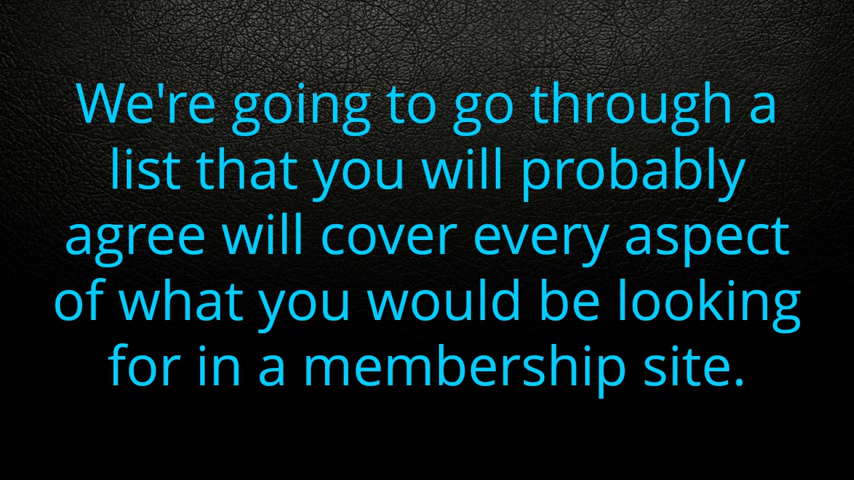 We're going to go through a
list that you will probably
agree will cover every aspect
of what you would be looking
for in a membership site.